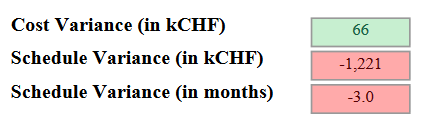 Cost Variance (in kCHF) 66
Schedule Variance (in kCHF) -1,221
Schedule Variance (in months) -3.0